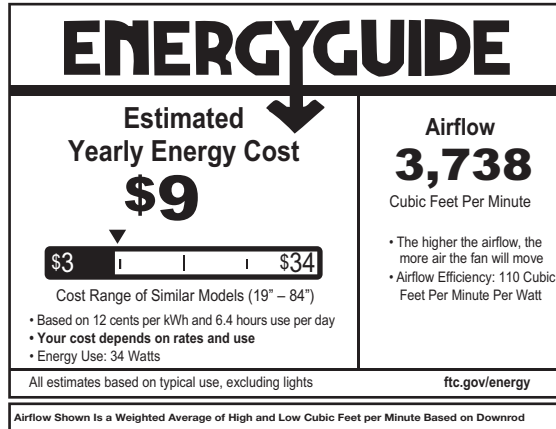 ENERGYGUIDE
Estimated
Yearly Energy Cost
$9
$3
$34
Cost Range of Similar Models (19” – 84”)
• Based on 12 cents per kWh and 6.4 hours use per day
• Your cost depends on rates and use
• Energy Use: 34 Watts
Airflow
3,738
Cubic Feet Per Minute
• The higher the airflow, the
more air the fan will move
• Airflow Efficiency: 110 Cubic
Feet Per Minute Per Watt
All estimates based on typical use, excluding lights
ftc.gov/energy
Airflow Shown Is a Weighted Average of High and Low Cubic Feet per Minute Based on Downrod